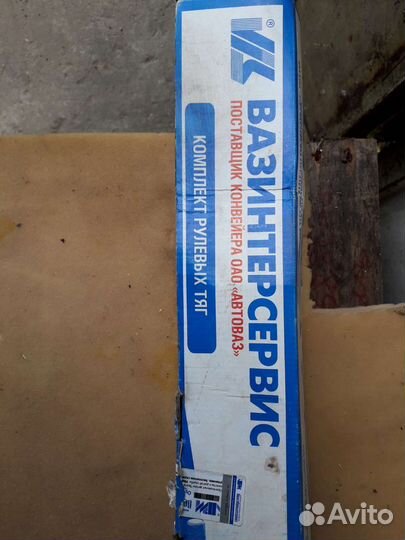 ВАЗИНТЕРСЕРВИС
ПОСТАВЩИК КОНВЕЙЕРА ОАО «АВТОВАЗ»
КОМПЛЕКТ РУЛЕВЫХ ТЯГ
Avito